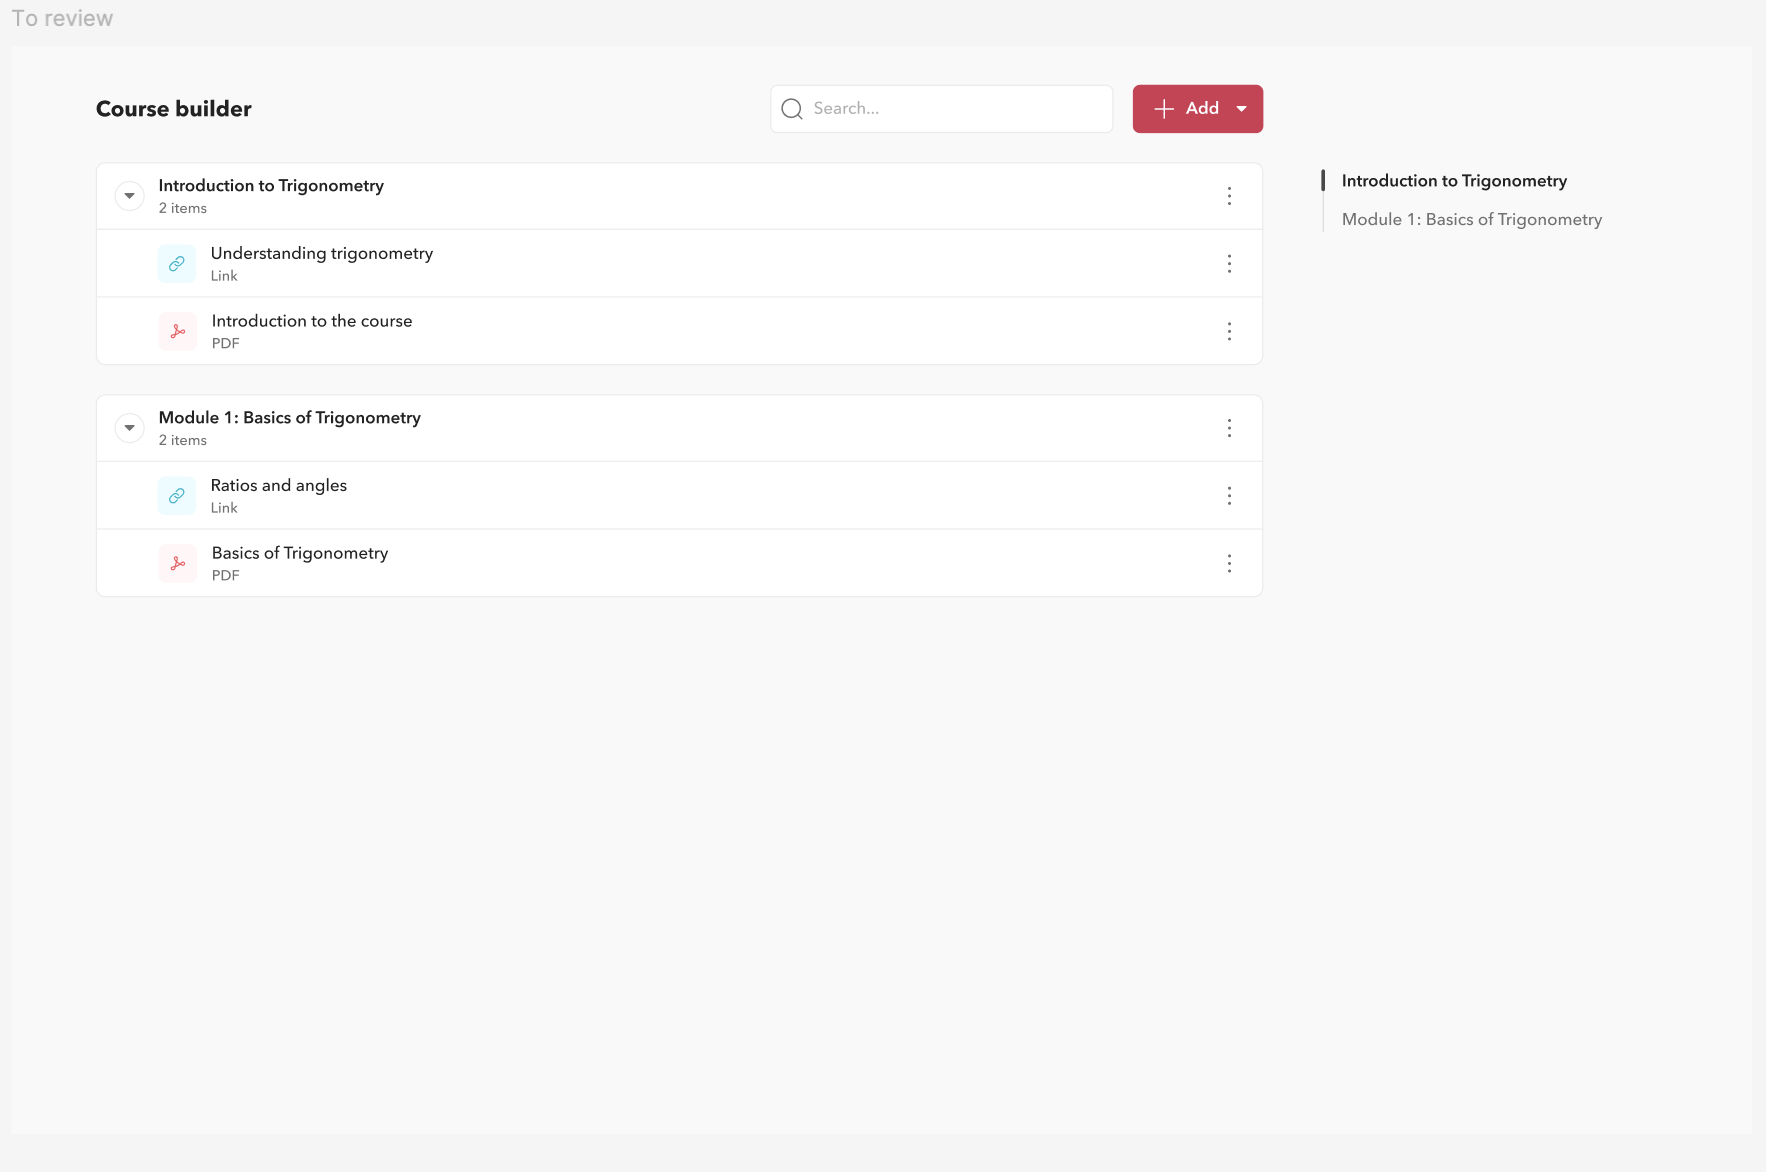 To review
Course builder
Search...
Add
Introduction to Trigonometry
2 items
Understanding trigonometry
Link
Introduction to the course
PDF
Module 1: Basics of Trigonometry
2 items
Ratios and angles
Link
Basics of Trigonometry
PDF
Introduction to Trigonometry
Module 1: Basics of Trigonometry